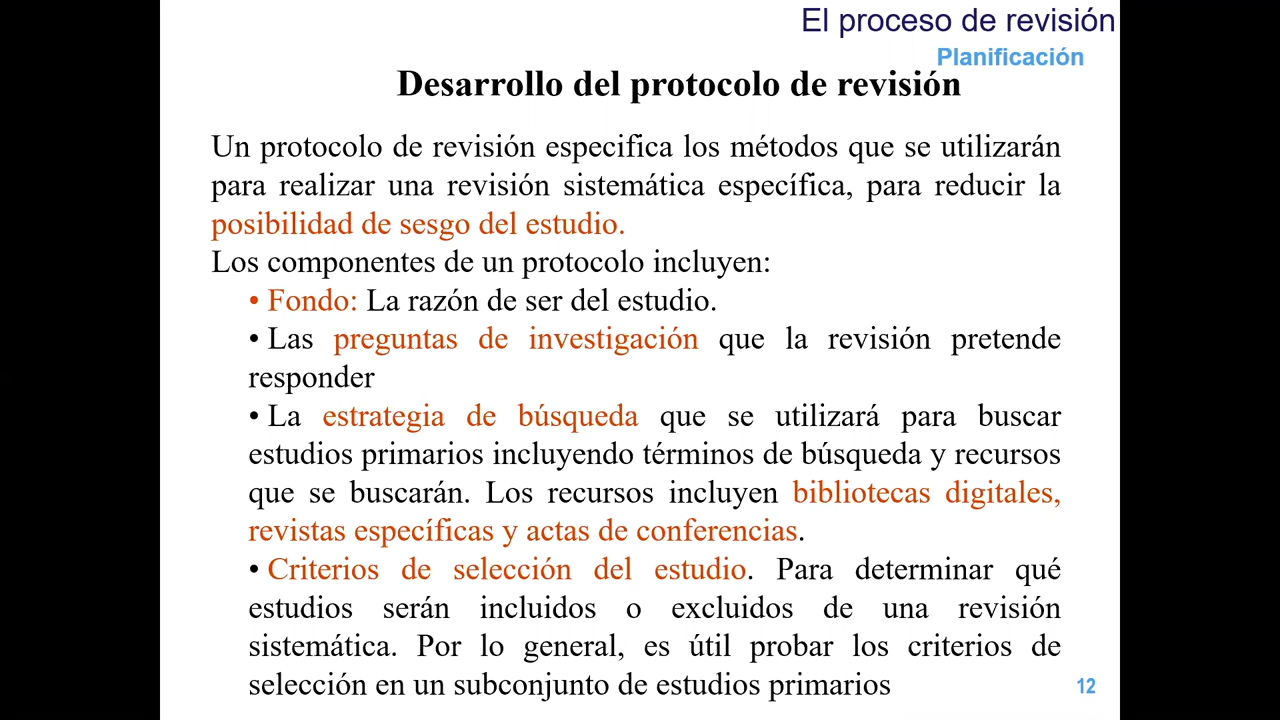 El proceso de revisión
Planificación
Desarrollo del protocolo de revisión
Un protocolo de revisión especifica los métodos que se utilizarán
para realizar una revisión sistemática específica, para reducir la
posibilidad de sesgo del estudio.
Los componentes de un protocolo incluyen:
• Fondo: La razón de ser del estudio.
• Las preguntas de investigación que la revisión pretende
responder
• La estrategia de búsqueda que se utilizará para buscar
estudios primarios incluyendo términos de búsqueda y recursos
que se buscarán. Los recursos incluyen bibliotecas digitales,
revistas específicas y actas de conferencias.
• Criterios de selección del estudio. Para determinar qué
estudios serán incluidos o excluidos de una revisión
sistemática. Por lo general, es útil probar los criterios de
selección en un subconjunto de estudios primarios
12